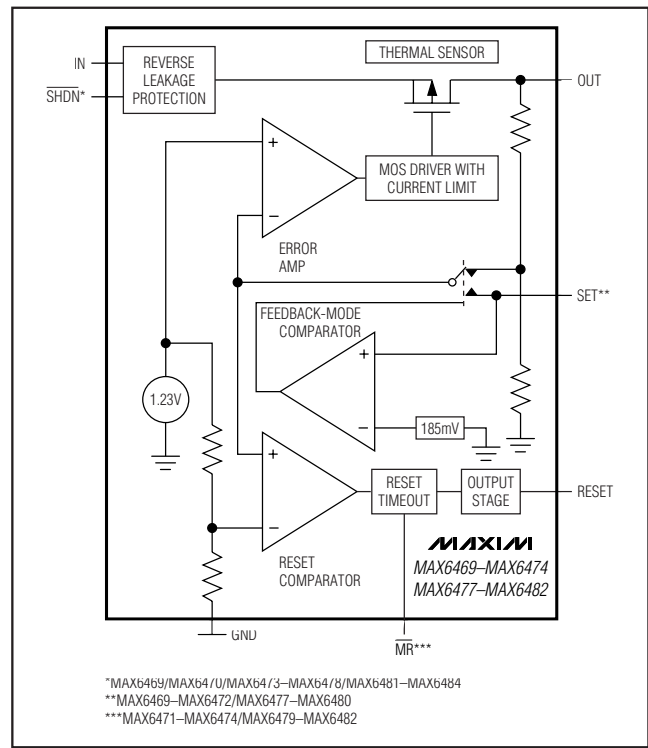 IN
SHDN*
REVERSE
LEAKAGE
PROTECTION
THERMAL SENSOR
OUT
+
−
MOS DRIVER WITH
CURRENT LIMIT
ERROR
AMP
SET**
FEEDBACK-MODE
COMPARATOR
+
−
1.23V
185mV
+
−
RESET
TIMEOUT
OUTPUT
STAGE
RESET
RESET
COMPARATOR
MAXIM
MAX6469–MAX6474
MAX6477–MAX6482
GND
MR***
*MAX6469/MAX6470/MAX6473–MAX6478/MAX6481–MAX6484
**MAX6469–MAX6472/MAX6477–MAX6480
***MAX6471–MAX6474/MAX6479–MAX6482